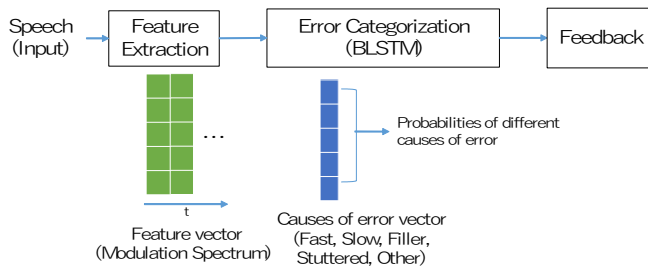 Speech
(Input)
Feature
Extraction
Error Categorization
(BLSTM)
Feedback
...
Probabilities of different
causes of error
t
Feature vector
(Modulation Spectrum)
Causes of error vector
(Fast, Slow, Filler,
Stuttered, Other)